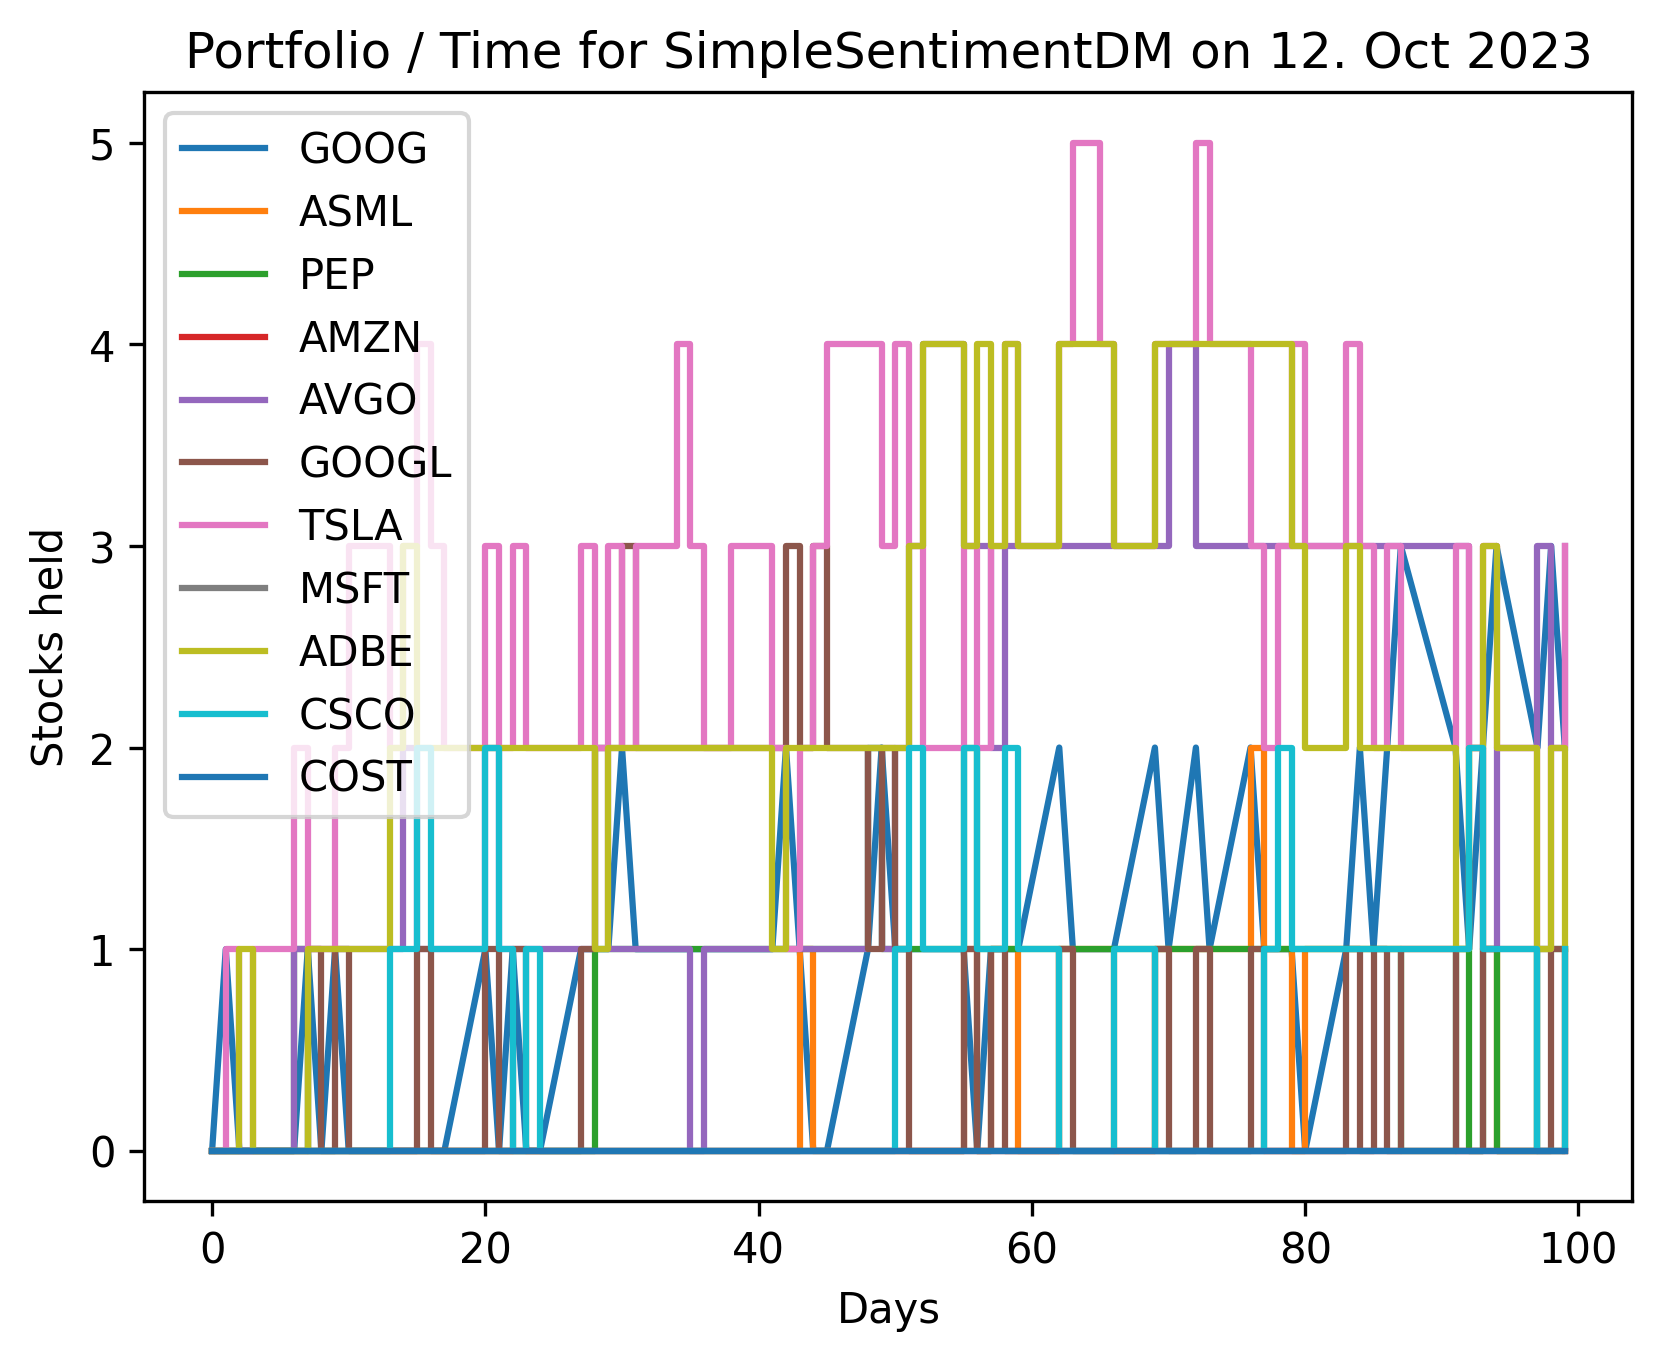 Portfolio / Time for SimpleSentimentDM on 12. Oct 2023
5
4
3
2
1
0
Stocks held
GOOG
ASML
PEP
AMZN
AVGO
GOOGL
TSLA
MSFT
ADBE
CSCO
COST
0 20 40 60 80 100
Days